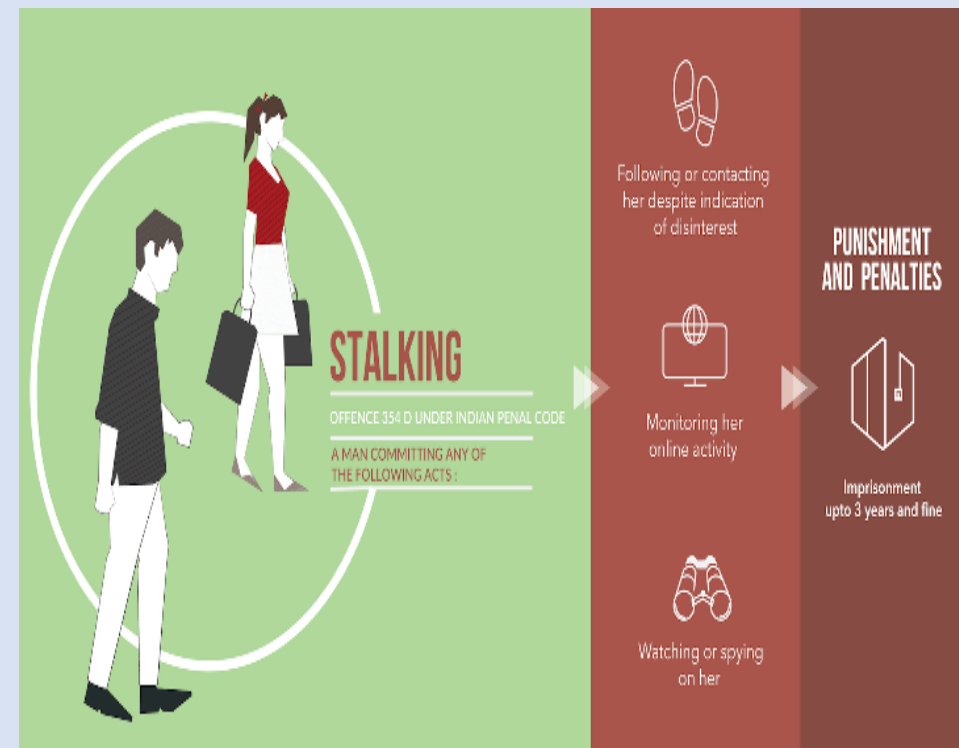 STALKING
OFFENCE 354 D UNDER INDIAN PENAL CODE
A MAN COMMITTING ANY OF
THE FOLLOWING ACTS :
Following or contacting
her despite indication
of disinterest
Monitoring her
online activity
Watching or spying
on her
PUNISHMENT
AND PENALTIES
Imprisonment
upto 3 years and fine